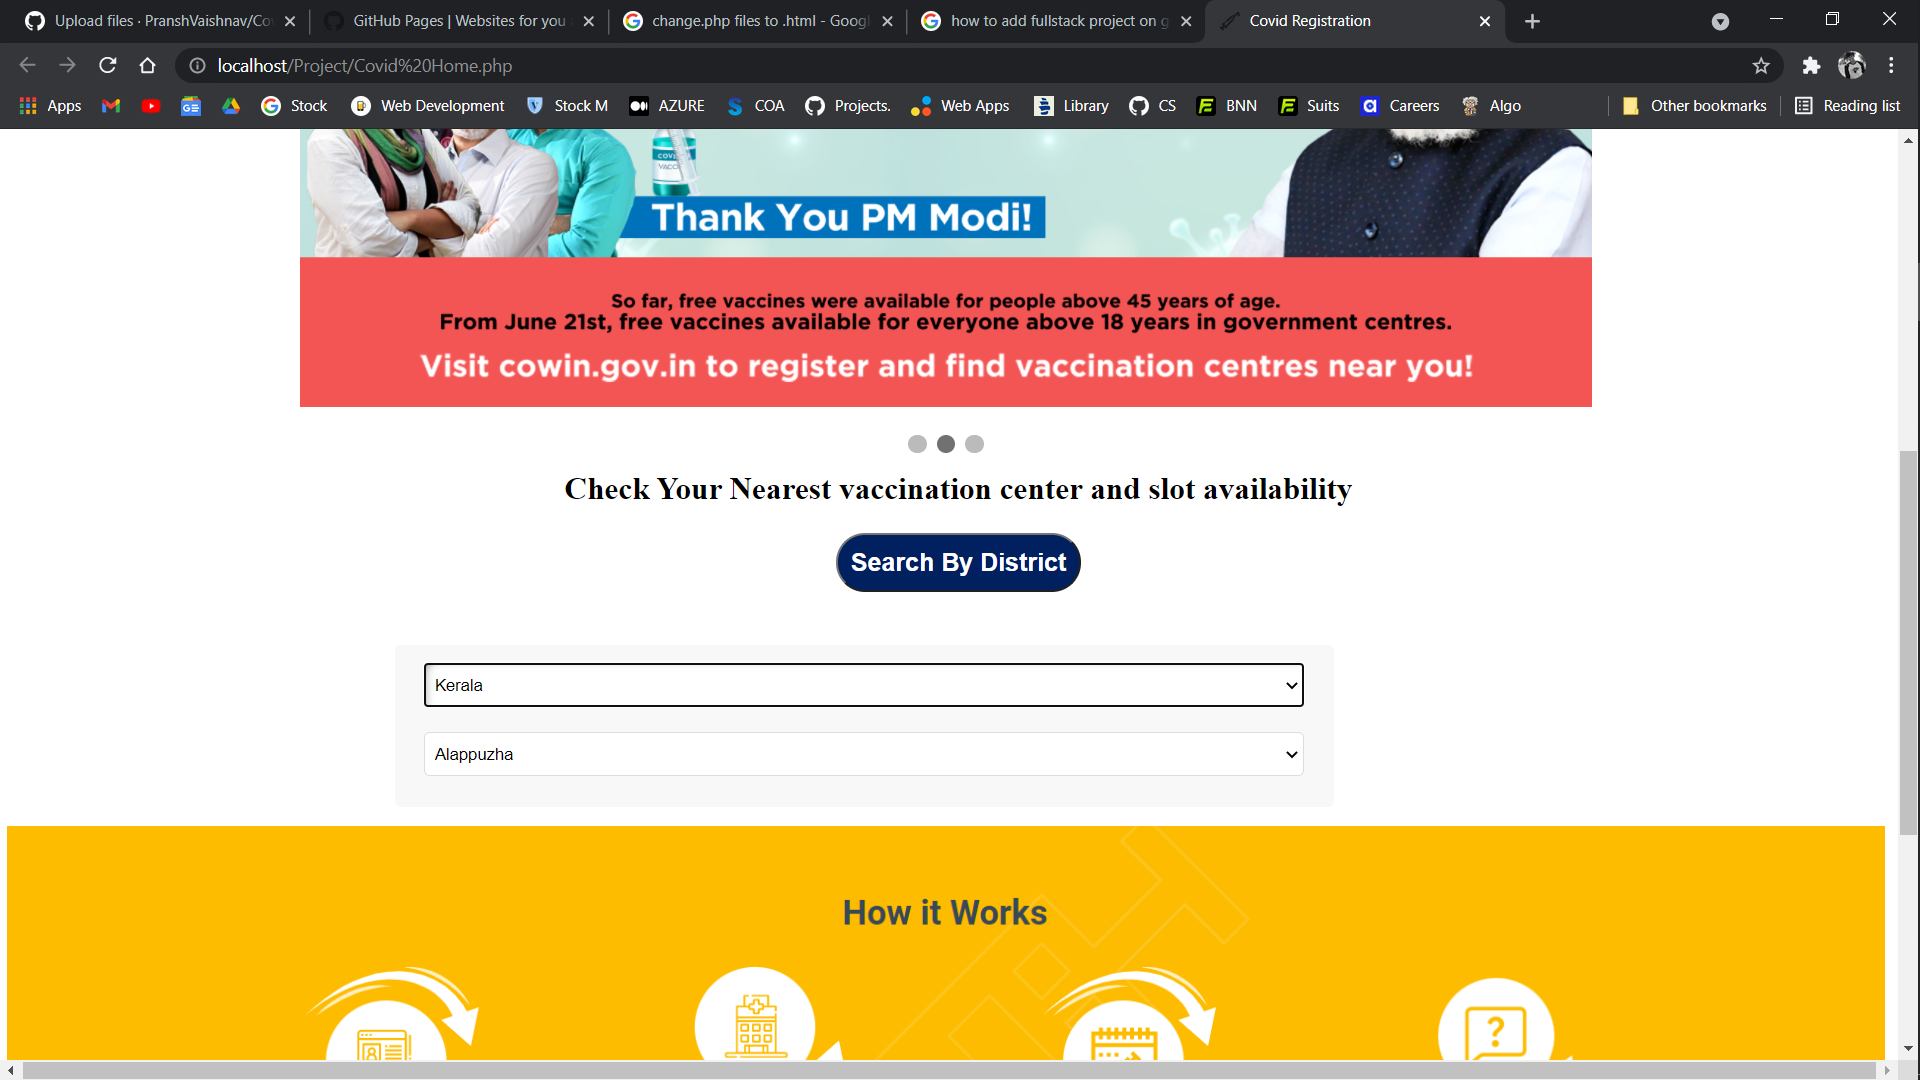 Upload files · PranshVaishnav/Cov
GitHub Pages | Websites for you a
change.php files to .html - Googl
how to add fullstack project on g
Covid Registration
localhost/Project/Covid%20Home.php
Apps
Stock
Web Development
Stock M
AZURE
COA
Projects.
Web Apps
Library
CS
BNN
Suits
Careers
Algo
Other bookmarks
Reading list
Thank You PM Modi!
So far, free vaccines were available for people above 45 years of age.
From June 21st, free vaccines available for everyone above 18 years in government centres.
Visit cowin.gov.in to register and find vaccination centres near you!
Check Your Nearest vaccination center and slot availability
Search By District
Kerala
Alappuzha
How it Works